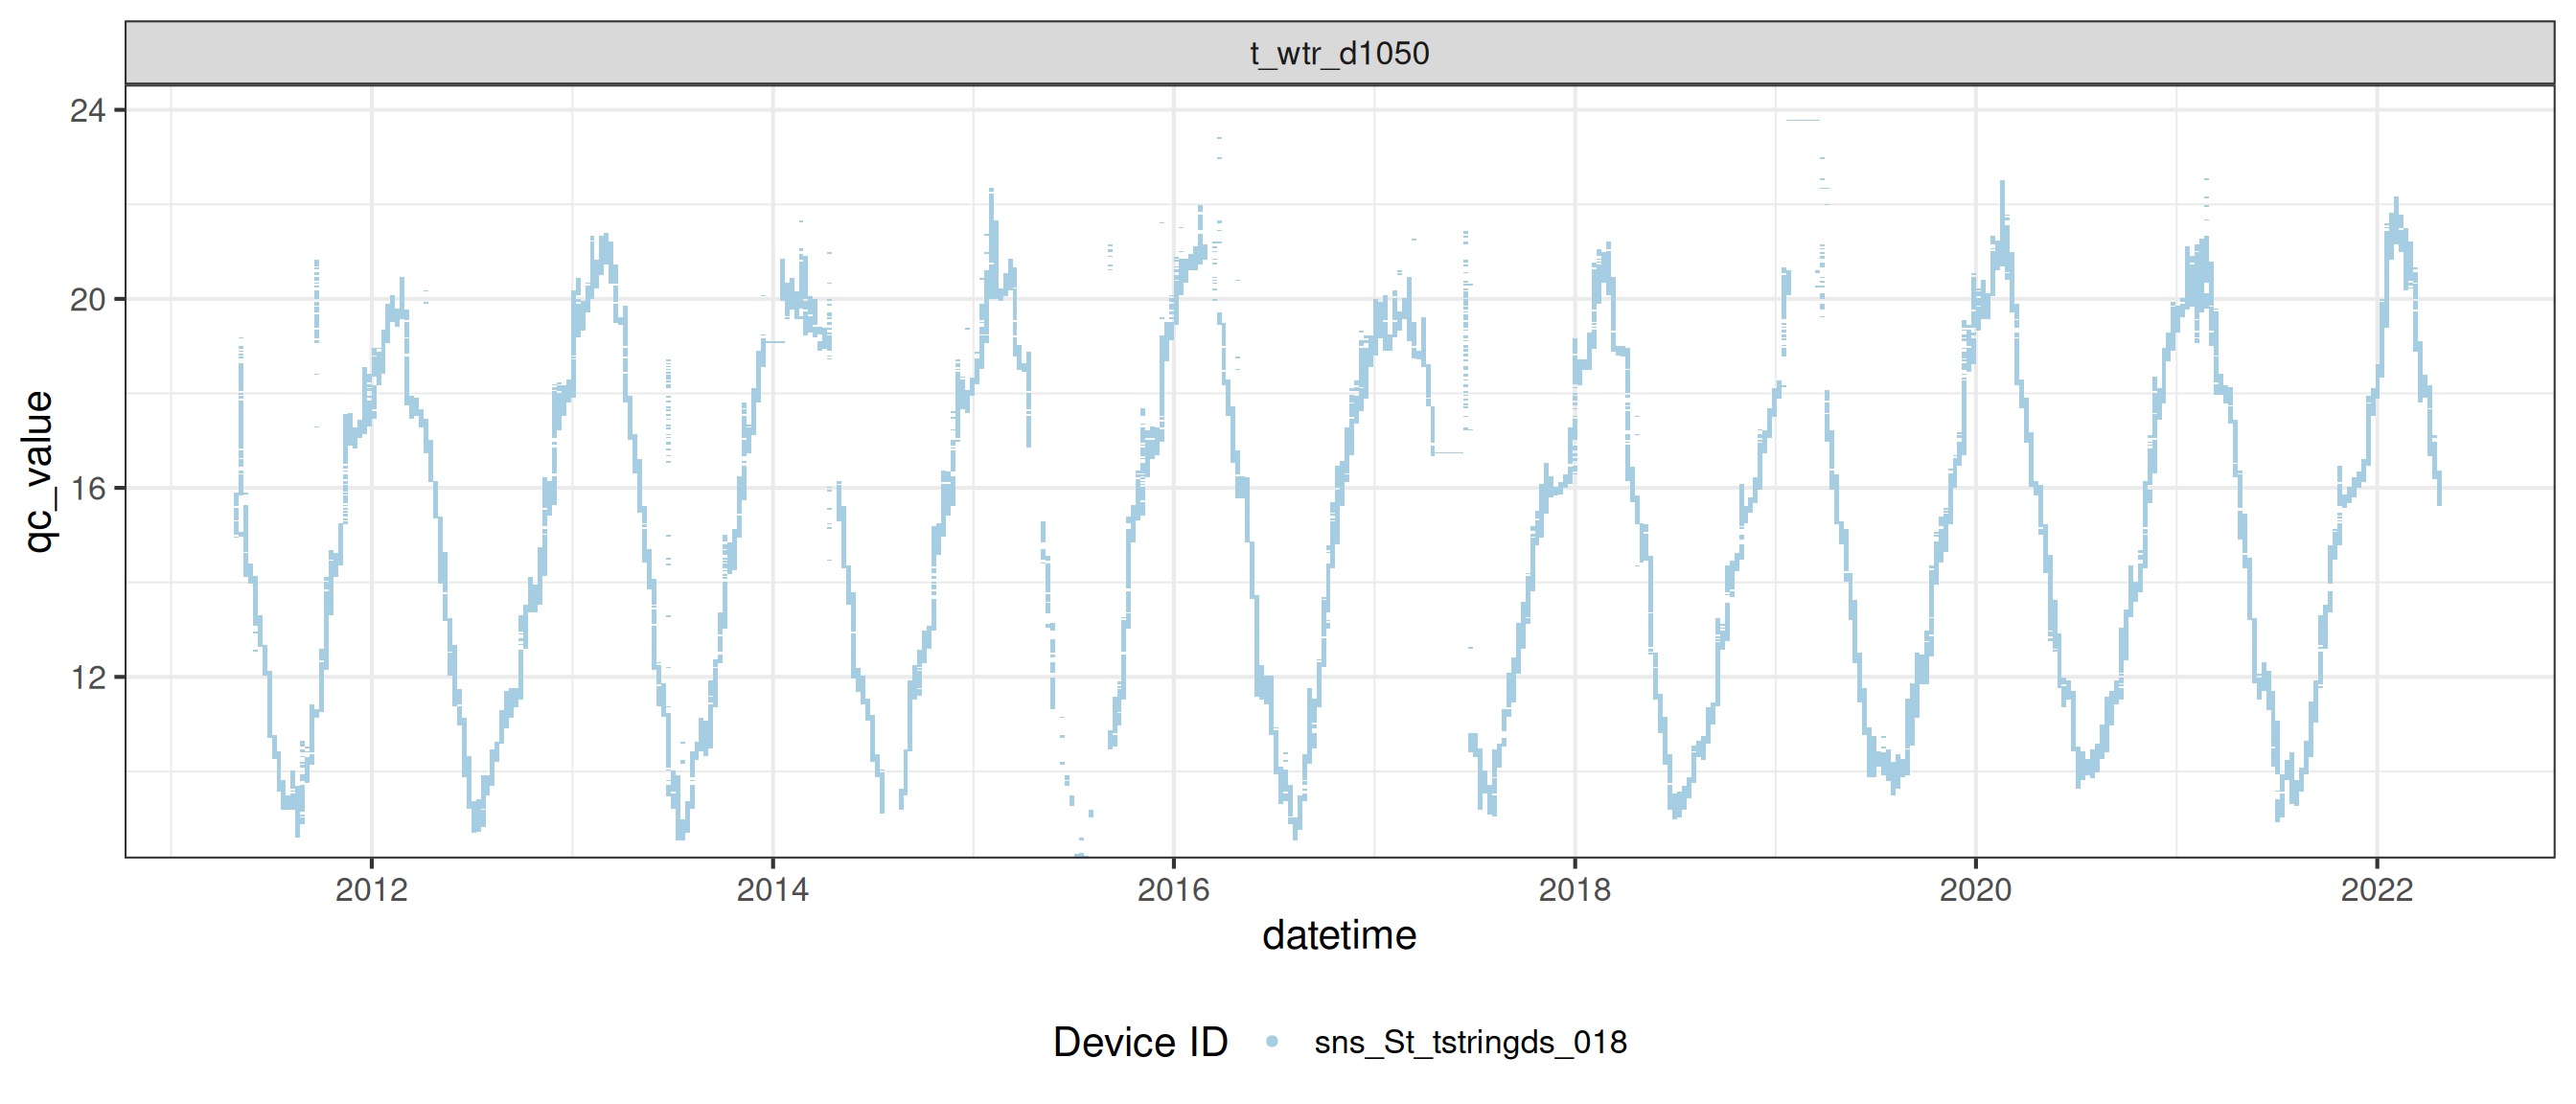 t_wtr_d1050
24
20
16
12
qc_value
2012 2014 2016 2018 2020 2022
datetime
Device ID sns_St_tstringds_018